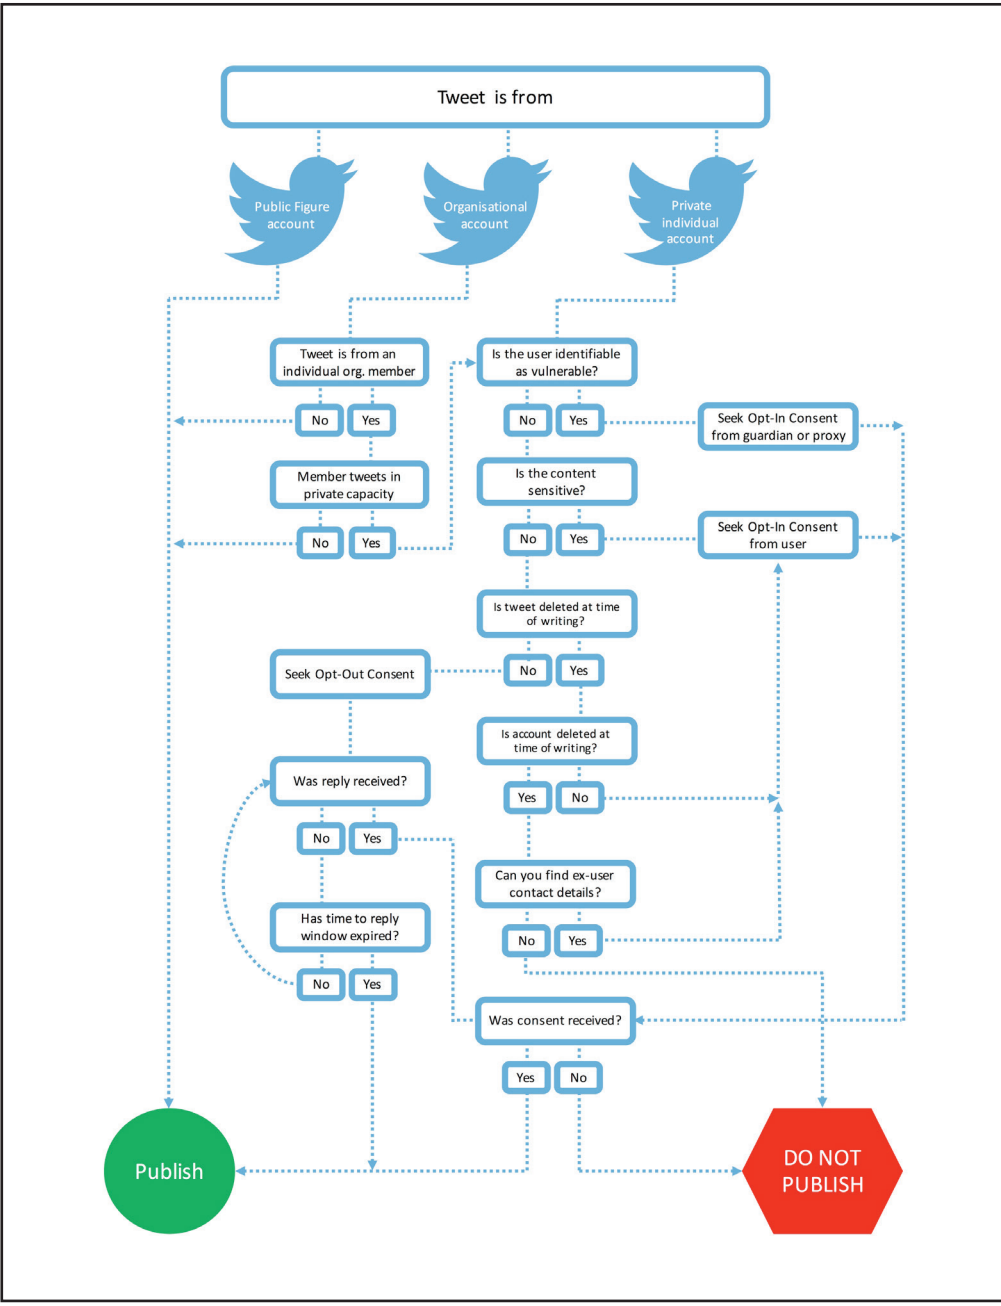 Tweet is from
Public Figure
account
Organisational
account
Private
individual
account
Tweet is from an
individual org. member
No
Yes
Is the user identifiable
as vulnerable?
No
Yes
Seek Opt-In Consent
from guardian or proxy
Member tweets in
private capacity
No
Yes
Is the content
sensitive?
No
Yes
Seek Opt-In Consent
from user
Is tweet deleted at time
of writing?
No
Yes
Seek Opt-Out Consent
Is account deleted at
time of writing?
Yes
No
Was reply received?
No
Yes
Can you find ex-user
contact details?
No
Yes
Has time to reply
window expired?
No
Yes
Was consent received?
Yes
No
Publish
DO NOT
PUBLISH